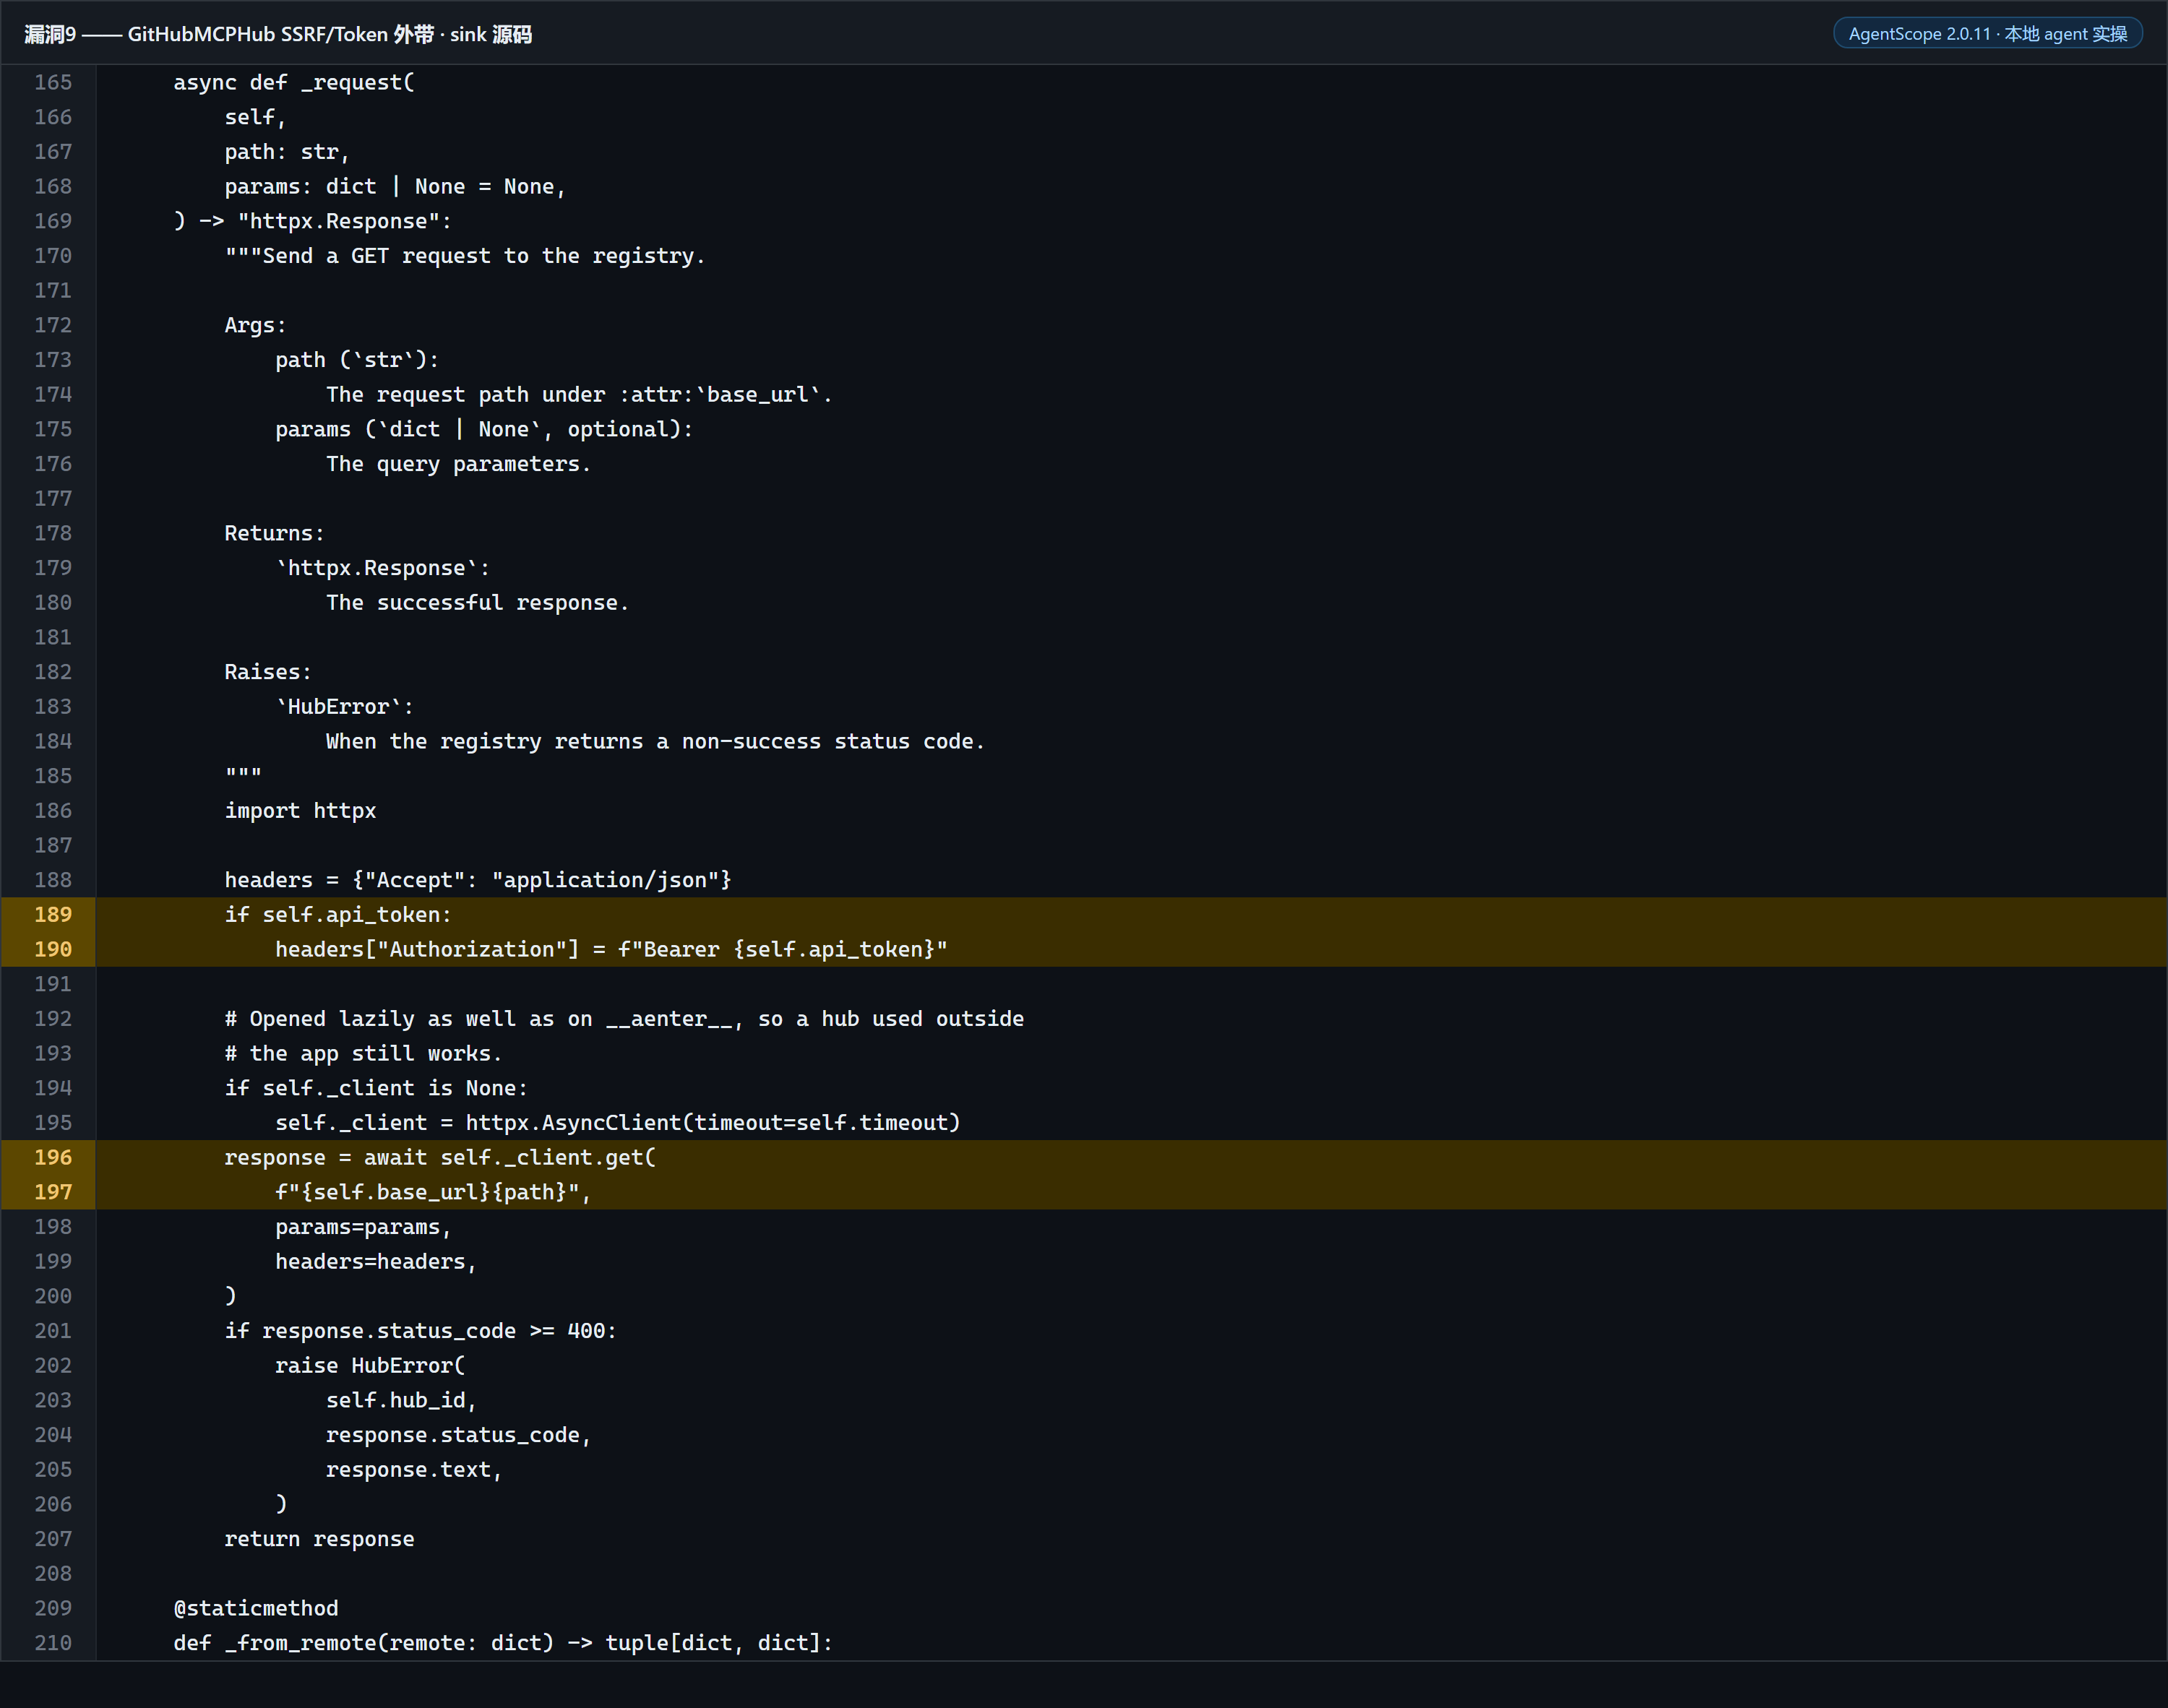 漏洞9 —— GitHubMCPHub SSRF/Token 外带 · sink 源码
AgentScope 2.0.11 · 本地 agent 实操
165 async def _request(
166 self,
167 path: str,
168 params: dict | None = None,
169 ) -> "httpx.Response":
170 """Send a GET request to the registry.
171
172 Args:
173 path (`str`):
174 The request path under :attr:`base_url`.
175 params (`dict | None`, optional):
176 The query parameters.
177
178 Returns:
179 `httpx.Response`:
180 The successful response.
181
182 Raises:
183 `HubError`:
184 When the registry returns a non-success status code.
185 """
186 import httpx
187
188 headers = {"Accept": "application/json"}
189 if self.api_token:
190 headers["Authorization"] = f"Bearer {self.api_token}"
191
192 # Opened lazily as well as on __aenter__, so a hub used outside
193 # the app still works.
194 if self._client is None:
195 self._client = httpx.AsyncClient(timeout=self.timeout)
196 response = await self._client.get(
197 f"{self.base_url}{path}",
198 params=params,
199 headers=headers,
200 )
201 if response.status_code >= 400:
202 raise HubError(
203 self.hub_id,
204 response.status_code,
205 response.text,
206 )
207 return response
208
209 @staticmethod
210 def _from_remote(remote: dict) -> tuple[dict, dict]: